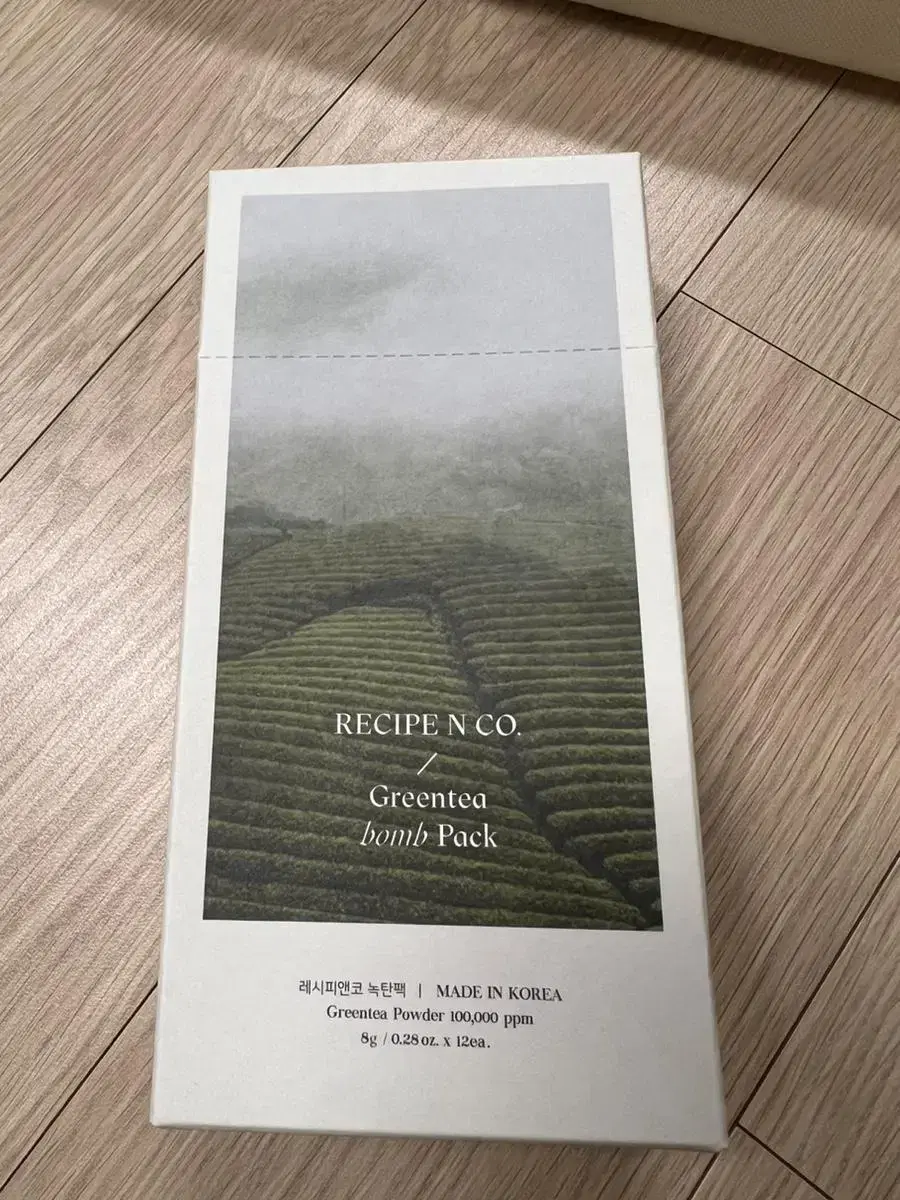 RECIPE N CO.
/
Greentea
bomb Pack
레시피앤코 녹탄팩 | MADE IN KOREA
Greentea Powder 100,000 ppm
8g / 0.28 oz. x 12ea.